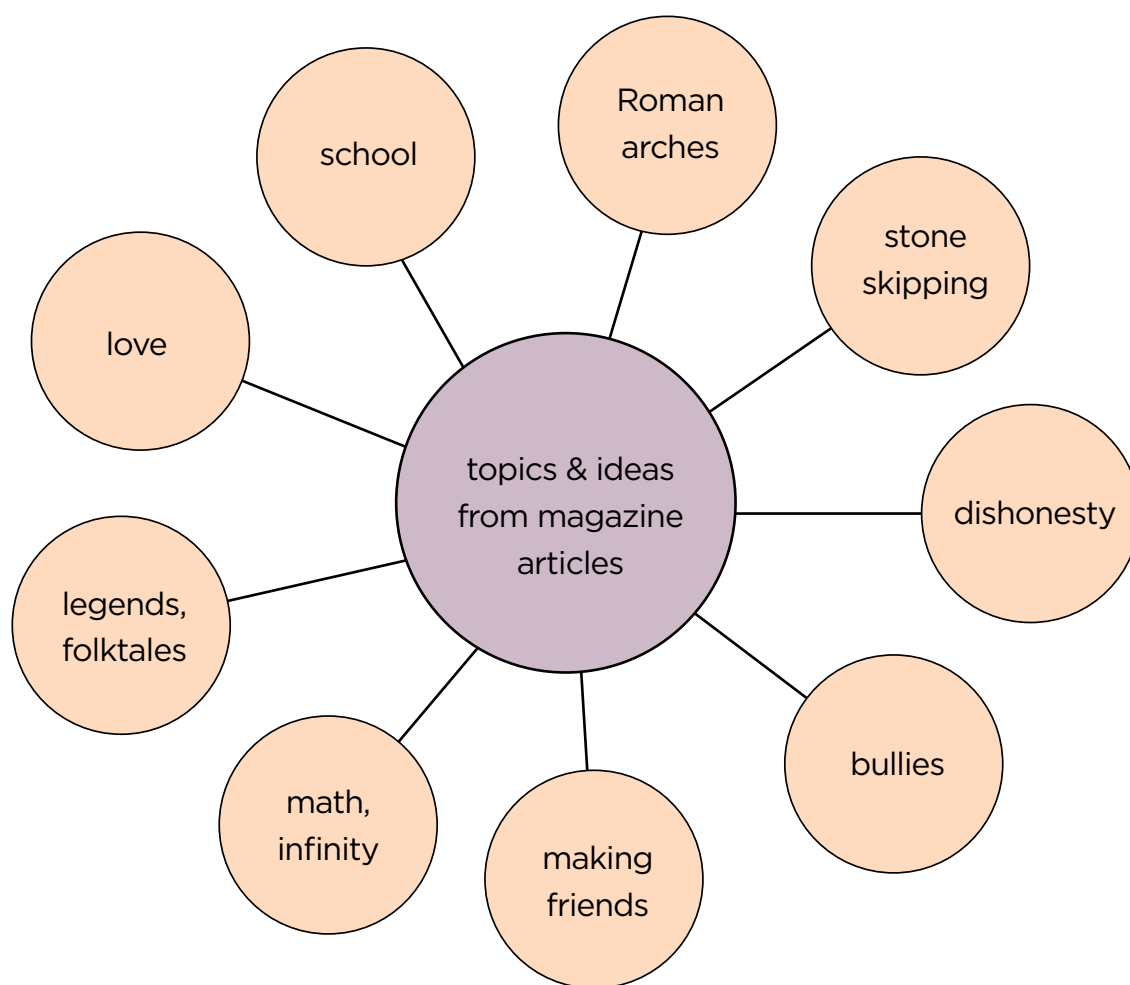 school
Roman
arches
stone
skipping
love
topics & ideas
from magazine
articles
dishonesty
legends,
folktales
bullies
math,
infinity
making
friends